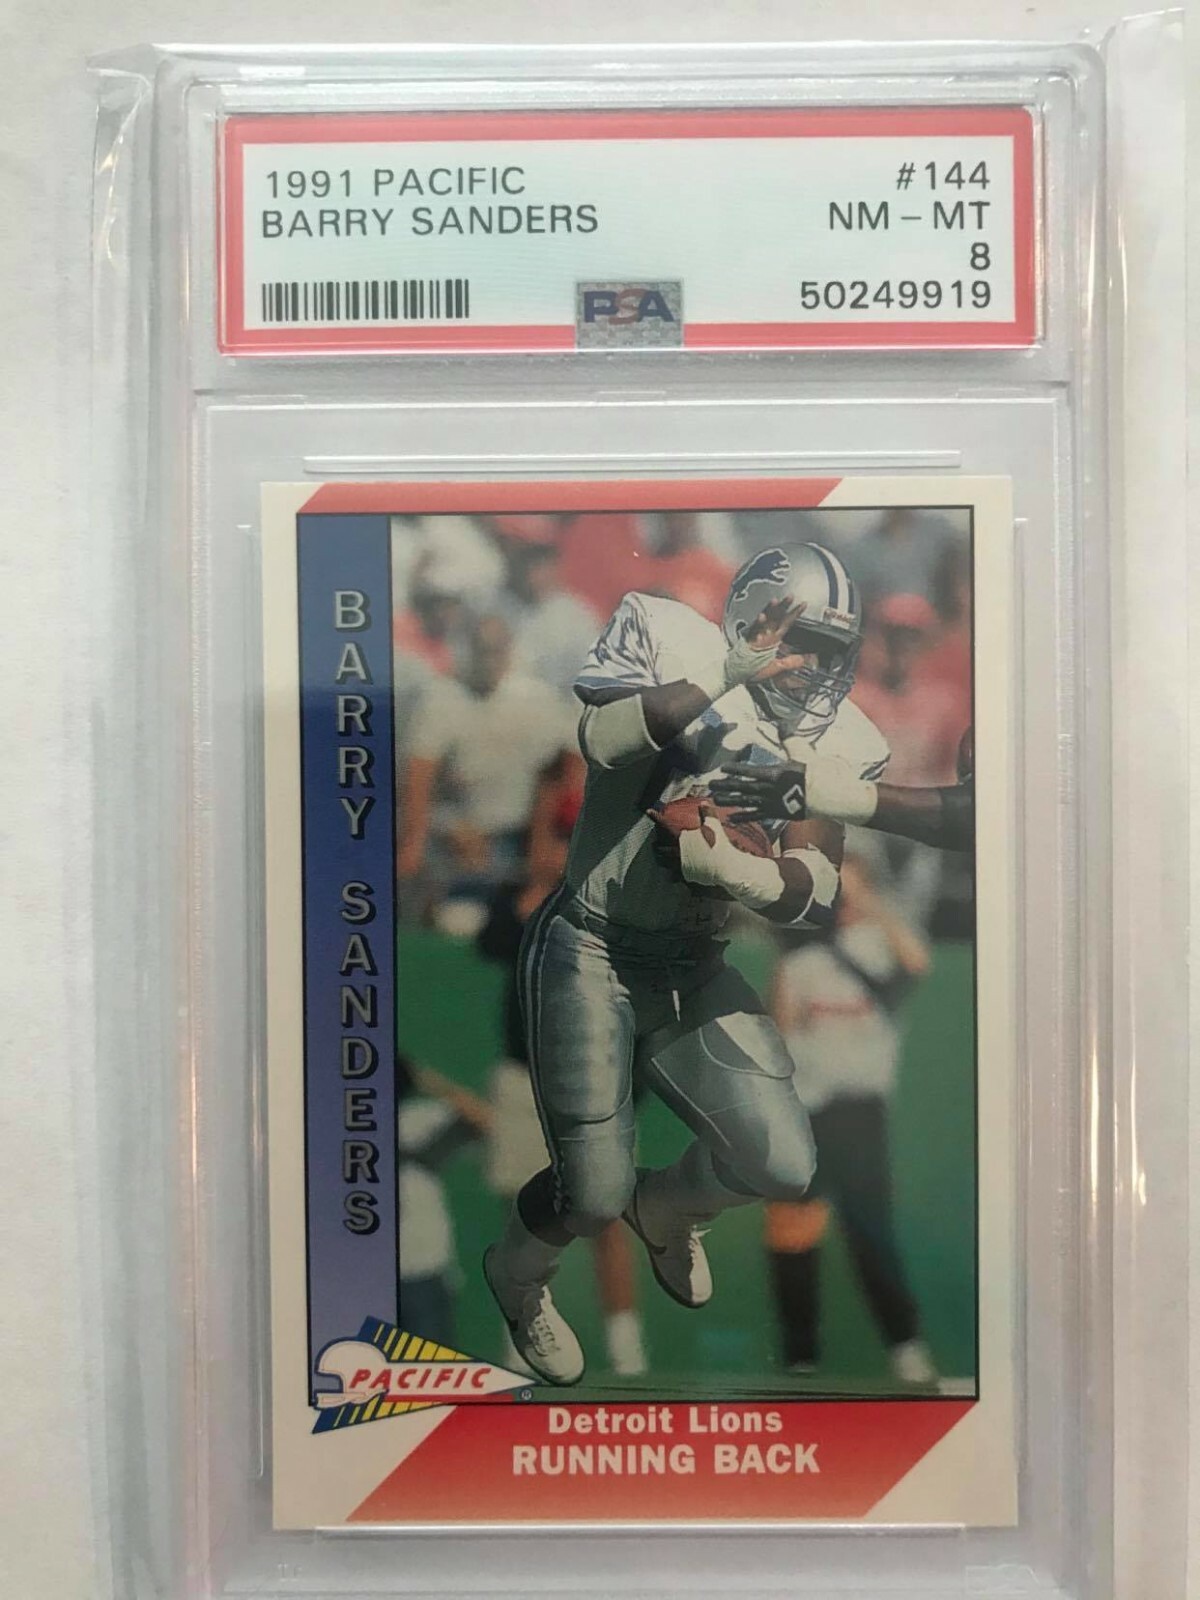 1991 PACIFIC
BARRY SANDERS
#144
NM - MT
8
50249919
PSA
BARRY SANDERS
PACIFIC
®
Detroit Lions
RUNNING BACK